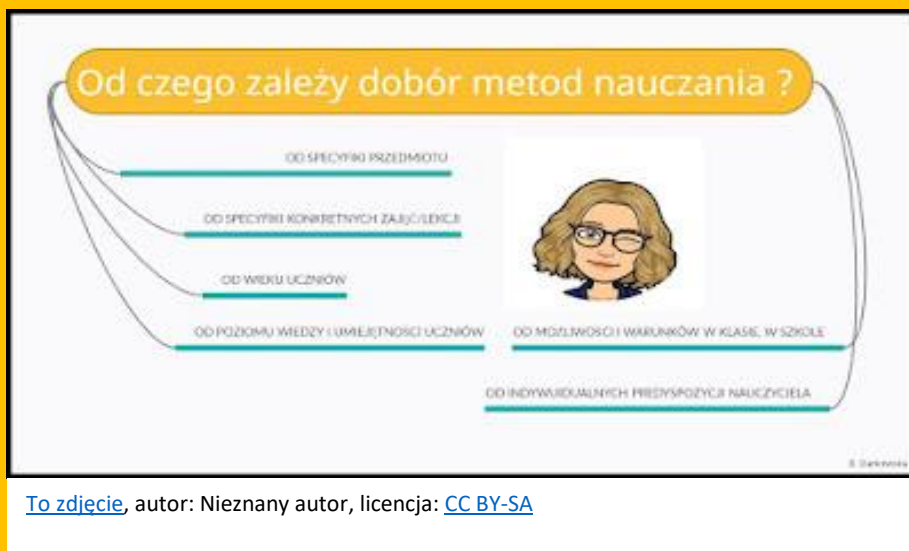 Od czego zależy dobór metod nauczania ?
OD SPECYFIKI PRZEDMIOTU
OD SPECYFIKI KONKRETNYCH ZAJĘĆ/LEKCJI
OD WIEKU UCZNIÓW
OD POZIOMU WIEDZY I UMIEJĘTNOŚCI UCZNIÓW
OD MOŻLIWOŚCI I WARUNKÓW W KLASIE, W SZKOLE
OD INDYWIDUALNYCH PREDYSPOZYCJI NAUCZYCIELA
To zdjęcie, autor: Nieznany autor, licencja: CC BY-SA